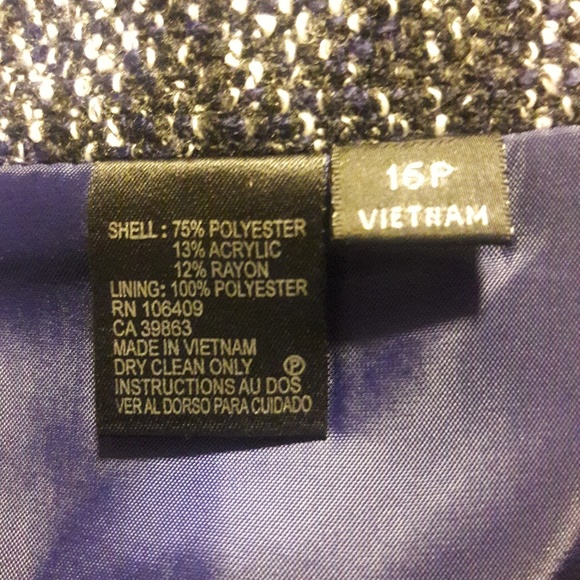 SHELL: 75% POLYESTER
13% ACRYLIC
12% RAYON
LINING: 100% POLYESTER
RN 106409
CA 39863
MADE IN VIETNAM
DRY CLEAN ONLY Ⓟ
INSTRUCTIONS AU DOS
VER AL DORSO PARA CUIDADO
16P
VIETNAM